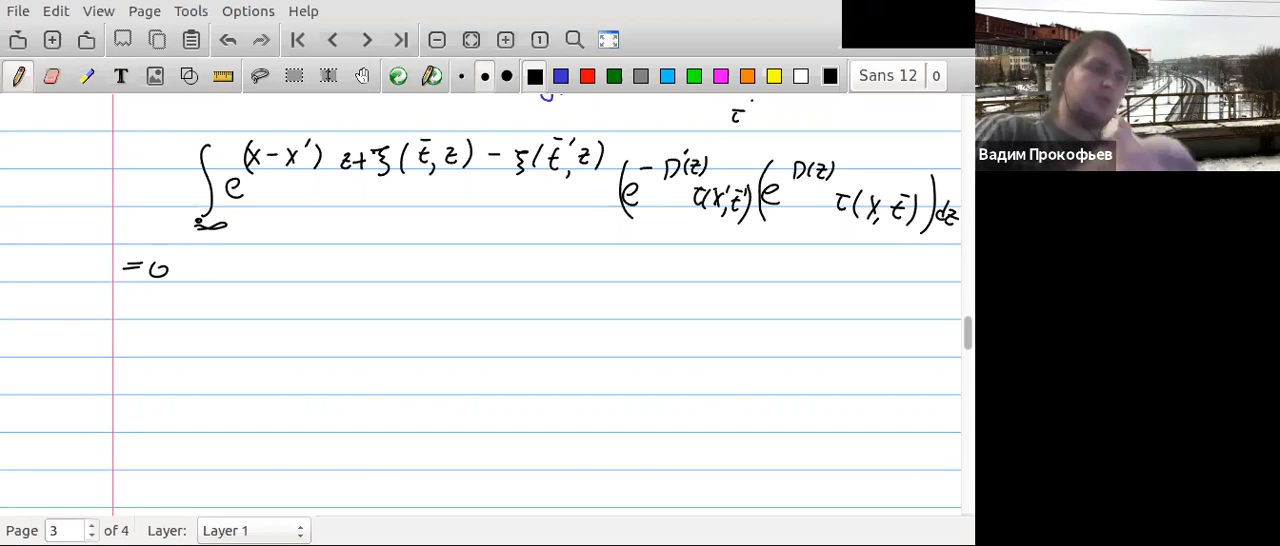 File Edit View Page Tools Options Help
Sans 12 0
τ
∫_∞ e^{(x-x')z+ξ(t̄,z)-ξ(t̄',z)} (e^{-D'(z)} τ(x',t̄')(e^{D(z)} τ(x,t̄))dz
=0
Вадим Прокофьев
Page 3 of 4 Layer: Layer 1